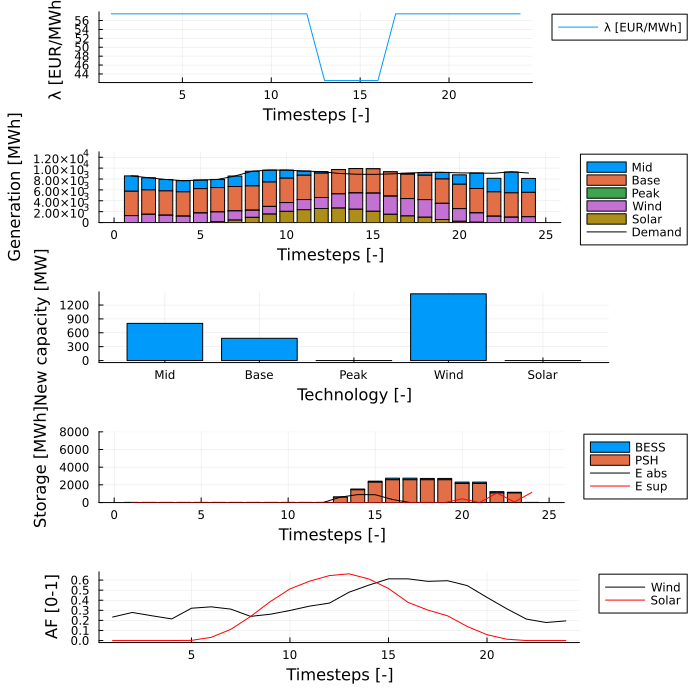 λ [EUR/MWh]
56
54
52
50
48
46
44
5 10 15 20
Timesteps [-]
λ [EUR/MWh]
Generation [MWh]
1.20×10⁴
1.00×10⁴
8.00×10³
6.00×10³
4.00×10³
2.00×10³
0
0 5 10 15 20 25
Timesteps [-]
Mid
Base
Peak
Wind
Solar
Demand
New capacity [MW]
1200
900
600
300
0
Mid Base Peak Wind Solar
Technology [-]
Storage [MWh]
8000
6000
4000
2000
0
0 5 10 15 20 25
Timesteps [-]
BESS
PSH
E abs
E sup
AF [0-1]
0.6
0.5
0.4
0.3
0.2
0.1
0.0
5 10 15 20
Timesteps [-]
Wind
Solar